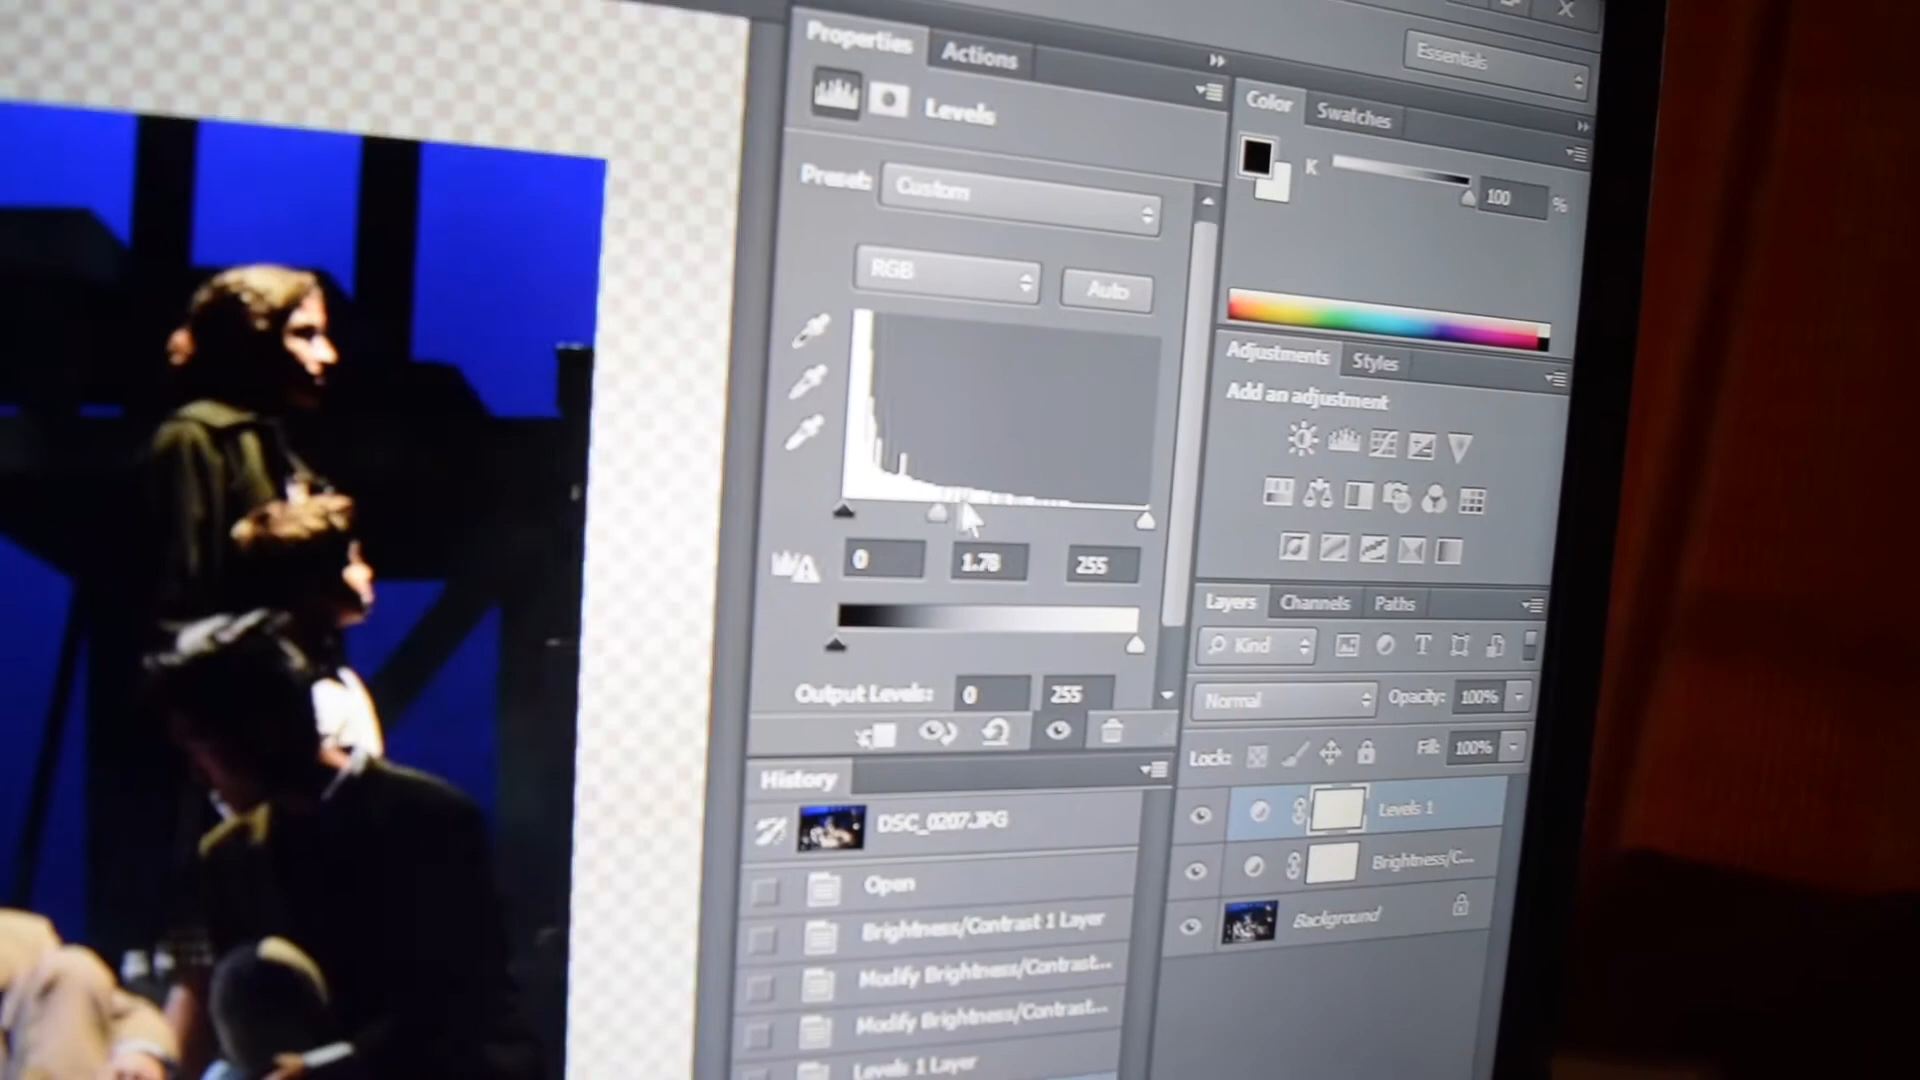 Properties
Actions
Levels
Preset: Custom
RGB
Auto
0
1.78
255
Output Levels: 0 255
History
DSC_0207.JPG
Open
Brightness/Contrast 1 Layer
Modify Brightness/Contrast...
Modify Brightness/Contrast...
Levels 1 Layer
Essentials
Color
Swatches
K
100
%
Adjustments
Styles
Add an adjustment
Layers
Channels
Paths
Kind
T
Normal
Opacity: 100%
Lock:
Fill: 100%
Levels 1
Brightness/C...
Background